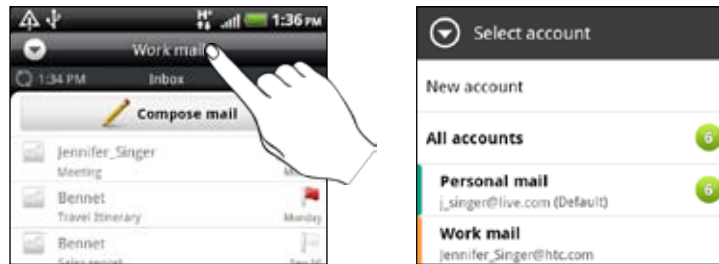 H
1:36 PM
Work mail
1:34 PM
Inbox
Compose mail
Jennifer_Singer
Meeting
Bennet
Travel Itinerary
Monday
Bennet
Sales report
Select account
New account
All accounts
6
Personal mail
6
j_singer@live.com (Default)
Work mail
Jennifer_Singer@htc.com